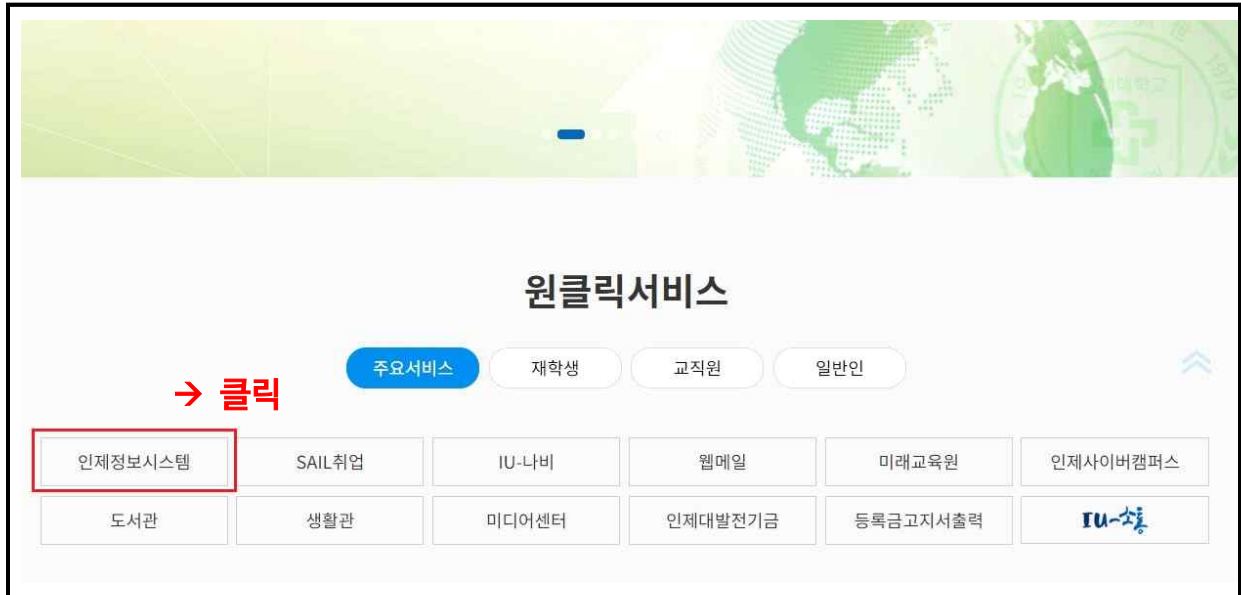 원클릭서비스
주요서비스 재학생 교직원 일반인
→ 클릭
인제정보시스템 SAIL취업 IU-나비 웹메일 미래교육원 인제사이버캠퍼스
도서관 생활관 미디어센터 인제대발전기금 등록금고지서출력 IU-소통